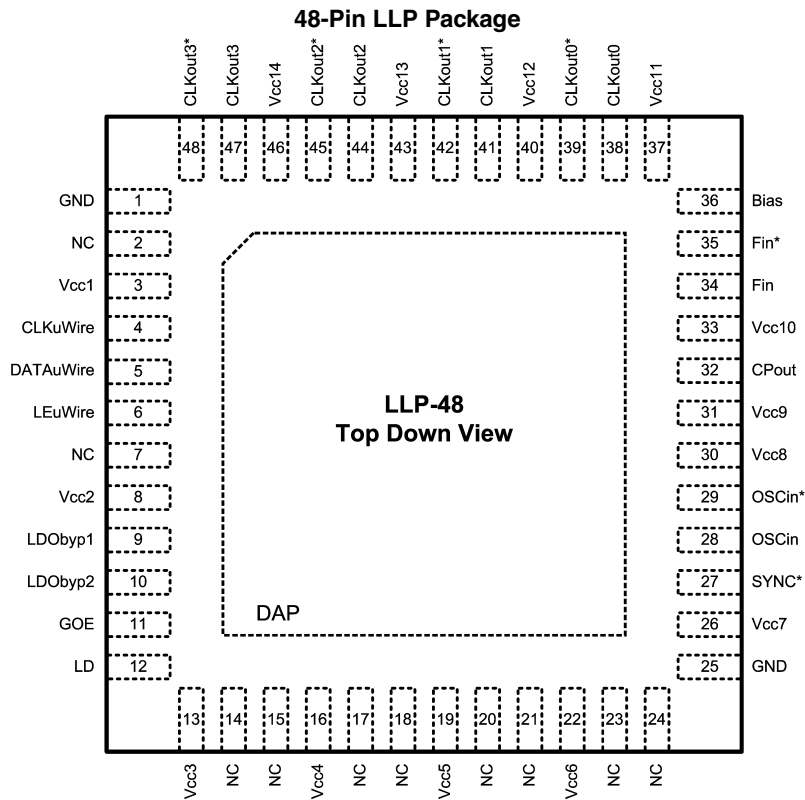 48-Pin LLP Package
CLKout3*
CLKout3
Vcc14
CLKout2*
CLKout2
Vcc13
CLKout1*
CLKout1
Vcc12
CLKout0*
CLKout0
Vcc11
48 47 46 45 44 43 42 41 40 39 38 37
GND 1 36 Bias
NC 2 35 Fin*
Vcc1 3 34 Fin
CLKuWire 4 33 Vcc10
DATAuWire 5 32 CPout
LEuWire 6 31 Vcc9
NC 7 30 Vcc8
Vcc2 8 29 OSCin*
LDObyp1 9 28 OSCin
LDObyp2 10 27 SYNC*
GOE 11 26 Vcc7
LD 12 25 GND
LLP-48
Top Down View
DAP
13 14 15 16 17 18 19 20 21 22 23 24
Vcc3
NC
NC
Vcc4
NC
NC
Vcc5
NC
NC
Vcc6
NC
NC